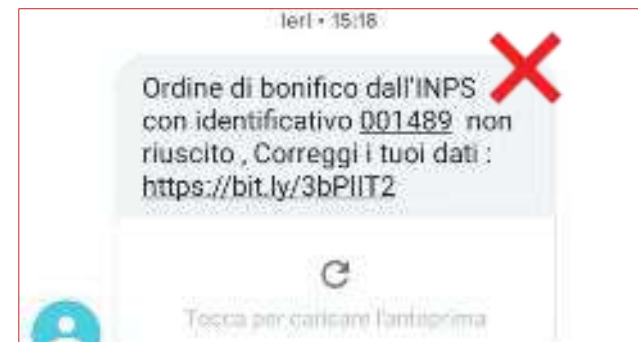 Ieri • 15:18
Ordine di bonifico dall'INPS
con identificativo 001489 non
riuscito , Correggi i tuoi dati :
https://bit.ly/3bPIIT2
Tocca per caricare l'anteprima